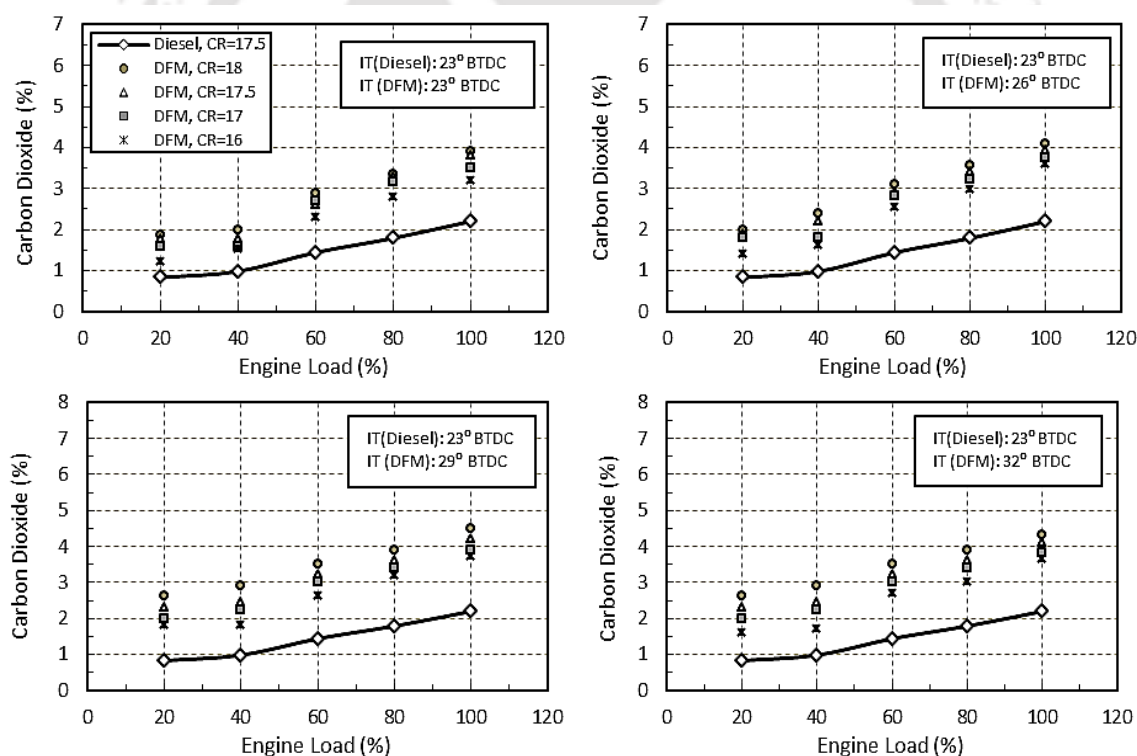 7
6
5
4
3
2
1
0
Carbon Dioxide (%)
Diesel, CR=17.5
DFM, CR=18
DFM, CR=17.5
DFM, CR=17
DFM, CR=16
IT(Diesel): 23° BTDC
IT (DFM): 23° BTDC
0 20 40 60 80 100 120
Engine Load (%)
7
6
5
4
3
2
1
0
Carbon Dioxide (%)
IT(Diesel): 23° BTDC
IT (DFM): 26° BTDC
0 20 40 60 80 100 120
Engine Load (%)
8
7
6
5
4
3
2
1
0
Carbon Dioxide (%)
IT(Diesel): 23° BTDC
IT (DFM): 29° BTDC
0 20 40 60 80 100 120
Engine Load (%)
8
7
6
5
4
3
2
1
0
Carbon Dioxide (%)
IT(Diesel): 23° BTDC
IT (DFM): 32° BTDC
0 20 40 60 80 100 120
Engine Load (%)